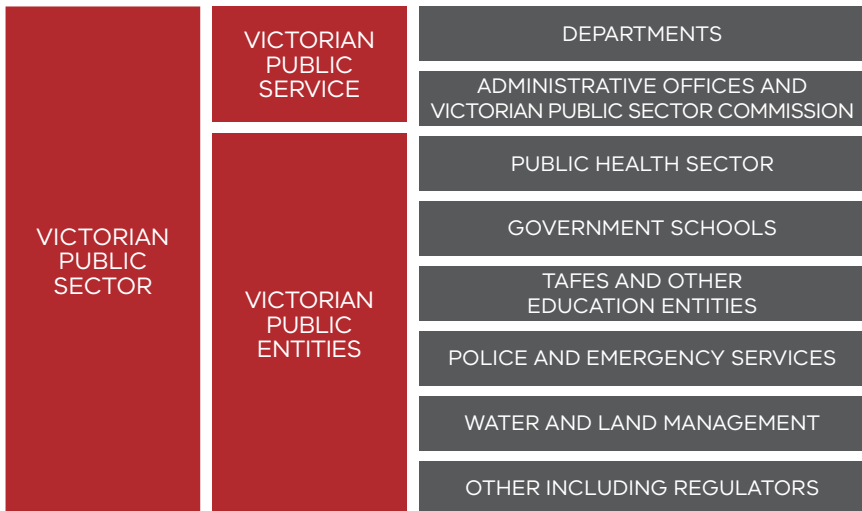 VICTORIAN
PUBLIC
SECTOR
VICTORIAN
PUBLIC
SERVICE
VICTORIAN
PUBLIC
ENTITIES
DEPARTMENTS
ADMINISTRATIVE OFFICES AND
VICTORIAN PUBLIC SECTOR COMMISSION
PUBLIC HEALTH SECTOR
GOVERNMENT SCHOOLS
TAFES AND OTHER
EDUCATION ENTITIES
POLICE AND EMERGENCY SERVICES
WATER AND LAND MANAGEMENT
OTHER INCLUDING REGULATORS